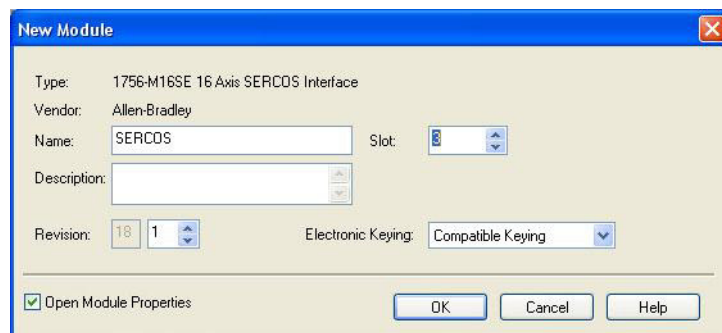 New Module
Type: 1756-M16SE 16 Axis SERCOS Interface
Vendor: Allen-Bradley
Name: SERCOS Slot: 3
Description:
Revision: 18 1 Electronic Keying: Compatible Keying
Open Module Properties OK Cancel Help